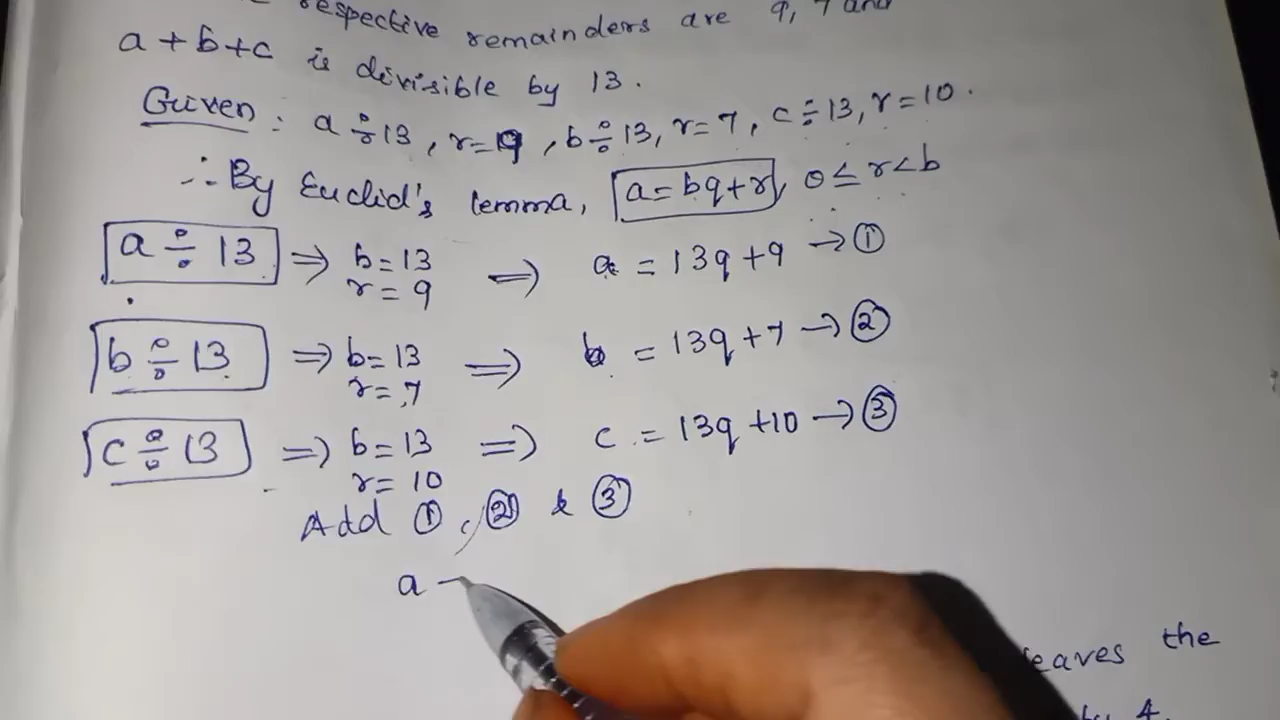 respective remainders are 9, 7 and
a + b + c is divisible by 13.
Given : a ÷ 13, r = 9, b ÷ 13, r = 7, c ÷ 13, r = 10.
∴ By Euclid's lemma, a = bq + r, 0 ≤ r < b
a ÷ 13 ⇒ b = 13 ⇒ a = 13q + 9 → ①
r = 9
b ÷ 13 ⇒ b = 13 ⇒ b = 13q + 7 → ②
r = 7
c ÷ 13 ⇒ b = 13 ⇒ c = 13q + 10 → ③
r = 10
Add ①, ② & ③
a
leaves the
by 4.